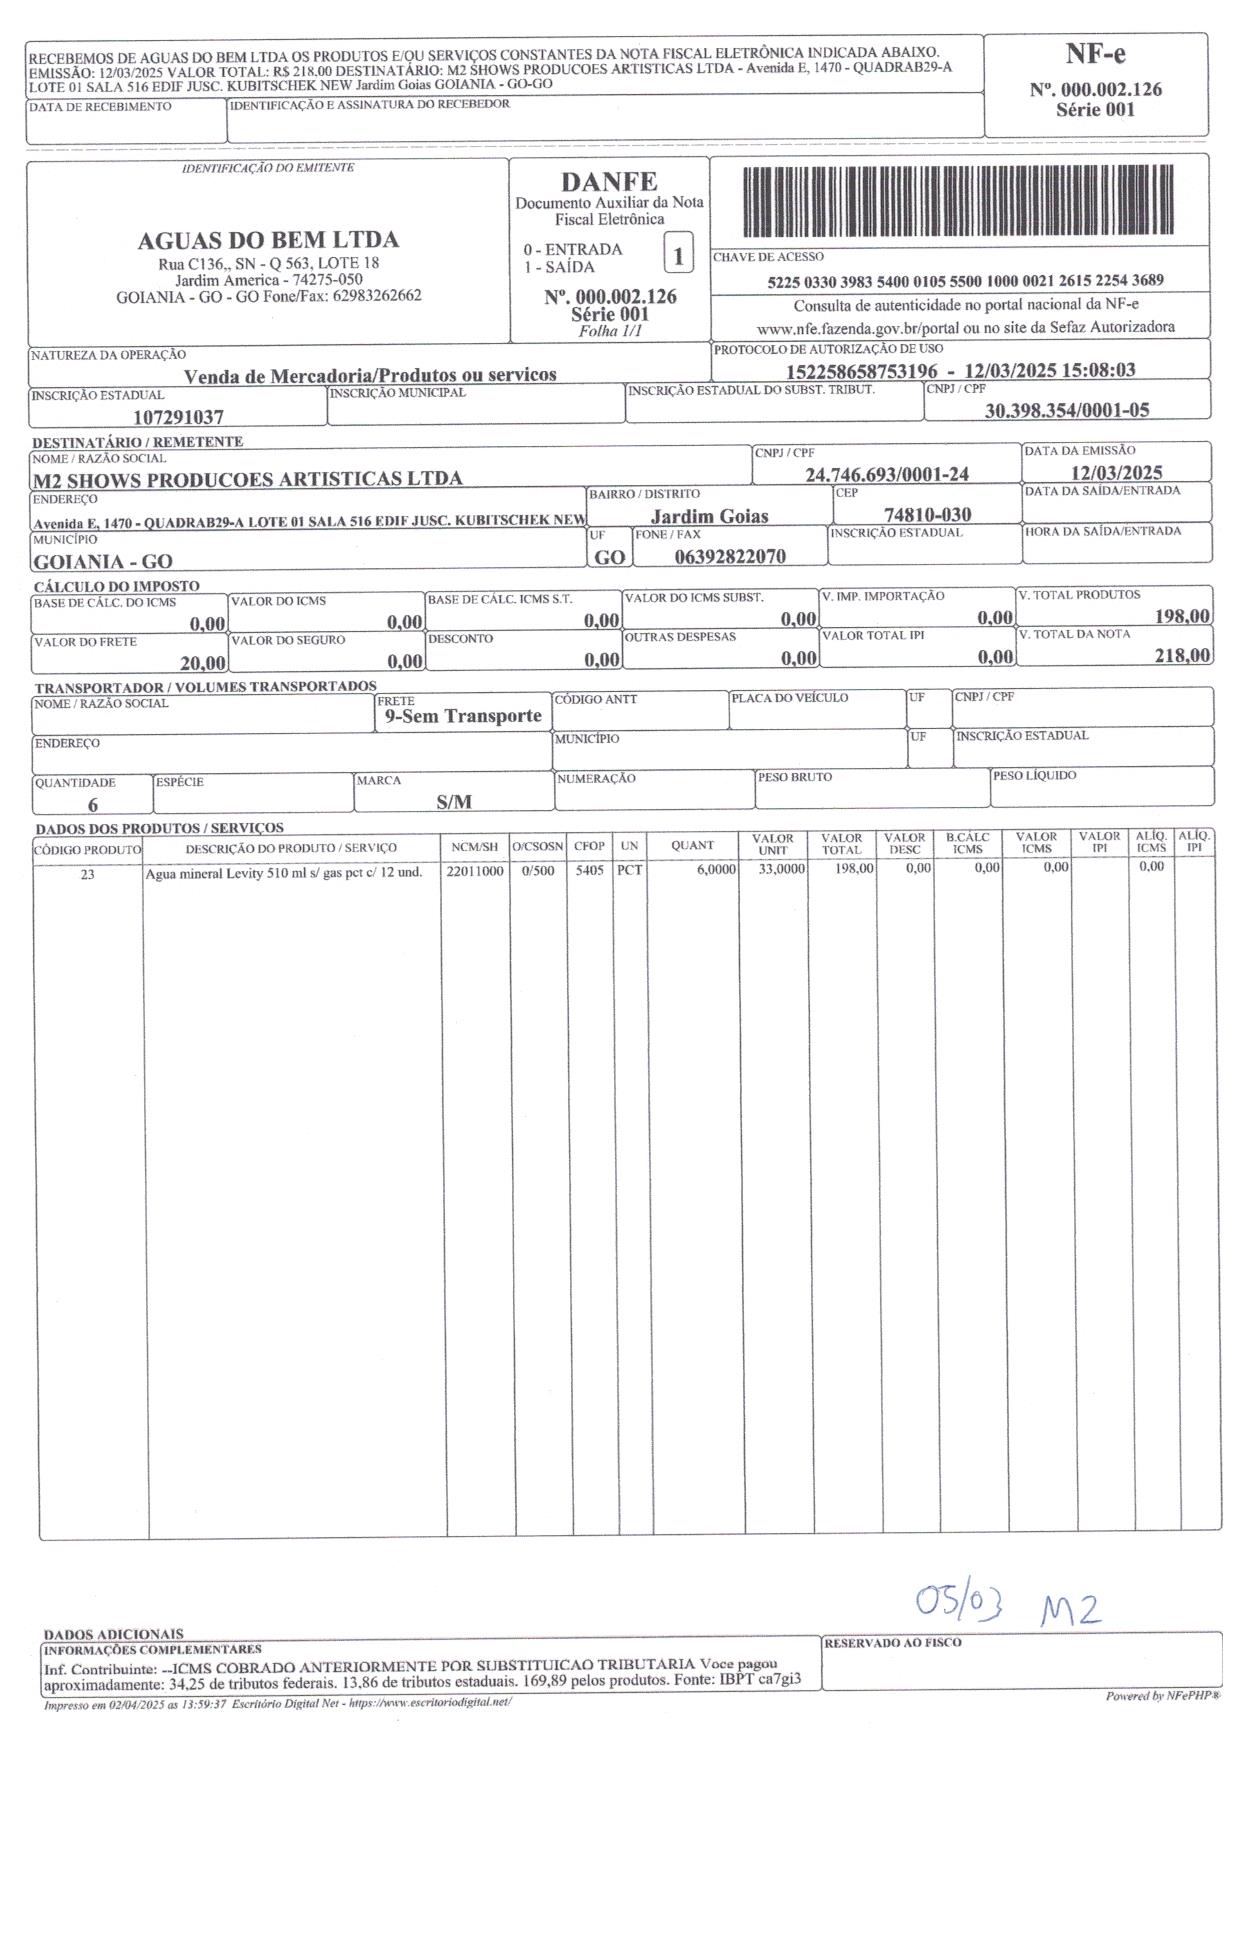 RECEBEMOS DE AGUAS DO BEM LTDA OS PRODUTOS E/OU SERVIÇOS CONSTANTES DA NOTA FISCAL ELETRÔNICA INDICADA ABAIXO.
EMISSÃO: 12/03/2025 VALOR TOTAL: R$ 218,00 DESTINATÁRIO: M2 SHOWS PRODUCOES ARTISTICAS LTDA - Avenida E, 1470 - QUADRAB29-A
LOTE 01 SALA 516 EDIF JUSC. KUBITSCHEK NEW Jardim Goias GOIANIA - GO-GO
DATA DE RECEBIMENTO
IDENTIFICAÇÃO E ASSINATURA DO RECEBEDOR
NF-e
Nº. 000.002.126
Série 001
IDENTIFICAÇÃO DO EMITENTE
AGUAS DO BEM LTDA
Rua C136,, SN - Q 563, LOTE 18
Jardim America - 74275-050
GOIANIA - GO - GO Fone/Fax: 62983262662
DANFE
Documento Auxiliar da Nota
Fiscal Eletrônica
0 - ENTRADA
1 - SAÍDA
1
Nº. 000.002.126
Série 001
Folha 1/1
CHAVE DE ACESSO
5225 0330 3983 5400 0105 5500 1000 0021 2615 2254 3689
Consulta de autenticidade no portal nacional da NF-e
www.nfe.fazenda.gov.br/portal ou no site da Sefaz Autorizadora
NATUREZA DA OPERAÇÃO
Venda de Mercadoria/Produtos ou servicos
PROTOCOLO DE AUTORIZAÇÃO DE USO
152258658753196 - 12/03/2025 15:08:03
INSCRIÇÃO ESTADUAL
107291037
INSCRIÇÃO MUNICIPAL
INSCRIÇÃO ESTADUAL DO SUBST. TRIBUT.
CNPJ / CPF
30.398.354/0001-05
DESTINATÁRIO / REMETENTE
NOME / RAZÃO SOCIAL
M2 SHOWS PRODUCOES ARTISTICAS LTDA
CNPJ / CPF
24.746.693/0001-24
DATA DA EMISSÃO
12/03/2025
ENDEREÇO
Avenida E, 1470 - QUADRAB29-A LOTE 01 SALA 516 EDIF JUSC. KUBITSCHEK NEW
BAIRRO / DISTRITO
Jardim Goias
CEP
74810-030
DATA DA SAÍDA/ENTRADA
MUNICÍPIO
GOIANIA - GO
UF
GO
FONE / FAX
06392822070
INSCRIÇÃO ESTADUAL
HORA DA SAÍDA/ENTRADA
CÁLCULO DO IMPOSTO
BASE DE CÁLC. DO ICMS
0,00
VALOR DO ICMS
0,00
BASE DE CÁLC. ICMS S.T.
0,00
VALOR DO ICMS SUBST.
0,00
V. IMP. IMPORTAÇÃO
0,00
V. TOTAL PRODUTOS
198,00
VALOR DO FRETE
20,00
VALOR DO SEGURO
0,00
DESCONTO
0,00
OUTRAS DESPESAS
0,00
VALOR TOTAL IPI
0,00
V. TOTAL DA NOTA
218,00
TRANSPORTADOR / VOLUMES TRANSPORTADOS
NOME / RAZÃO SOCIAL
FRETE
9-Sem Transporte
CÓDIGO ANTT
PLACA DO VEÍCULO
UF
CNPJ / CPF
ENDEREÇO
MUNICÍPIO
UF
INSCRIÇÃO ESTADUAL
QUANTIDADE
6
ESPÉCIE
MARCA
S/M
NUMERAÇÃO
PESO BRUTO
PESO LÍQUIDO
DADOS DOS PRODUTOS / SERVIÇOS
CÓDIGO PRODUTO DESCRIÇÃO DO PRODUTO / SERVIÇO NCM/SH O/CSOSN CFOP UN QUANT VALOR UNIT VALOR TOTAL VALOR DESC B.CÁLC ICMS VALOR ICMS VALOR IPI ALÍQ. ICMS ALÍQ. IPI
23 Agua mineral Levity 510 ml s/ gas pct c/ 12 und. 22011000 0/500 5405 PCT 6,0000 33,0000 198,00 0,00 0,00 0,00 0,00
05/03 M2
DADOS ADICIONAIS
INFORMAÇÕES COMPLEMENTARES
Inf. Contribuinte: --ICMS COBRADO ANTERIORMENTE POR SUBSTITUICAO TRIBUTARIA Voce pagou
aproximadamente: 34,25 de tributos federais. 13,86 de tributos estaduais. 169,89 pelos produtos. Fonte: IBPT ca7gi3
RESERVADO AO FISCO
Impresso em 02/04/2025 as 13:59:37 Escritório Digital Net - https://www.escritoriodigital.net/
Powered by NFePHP®